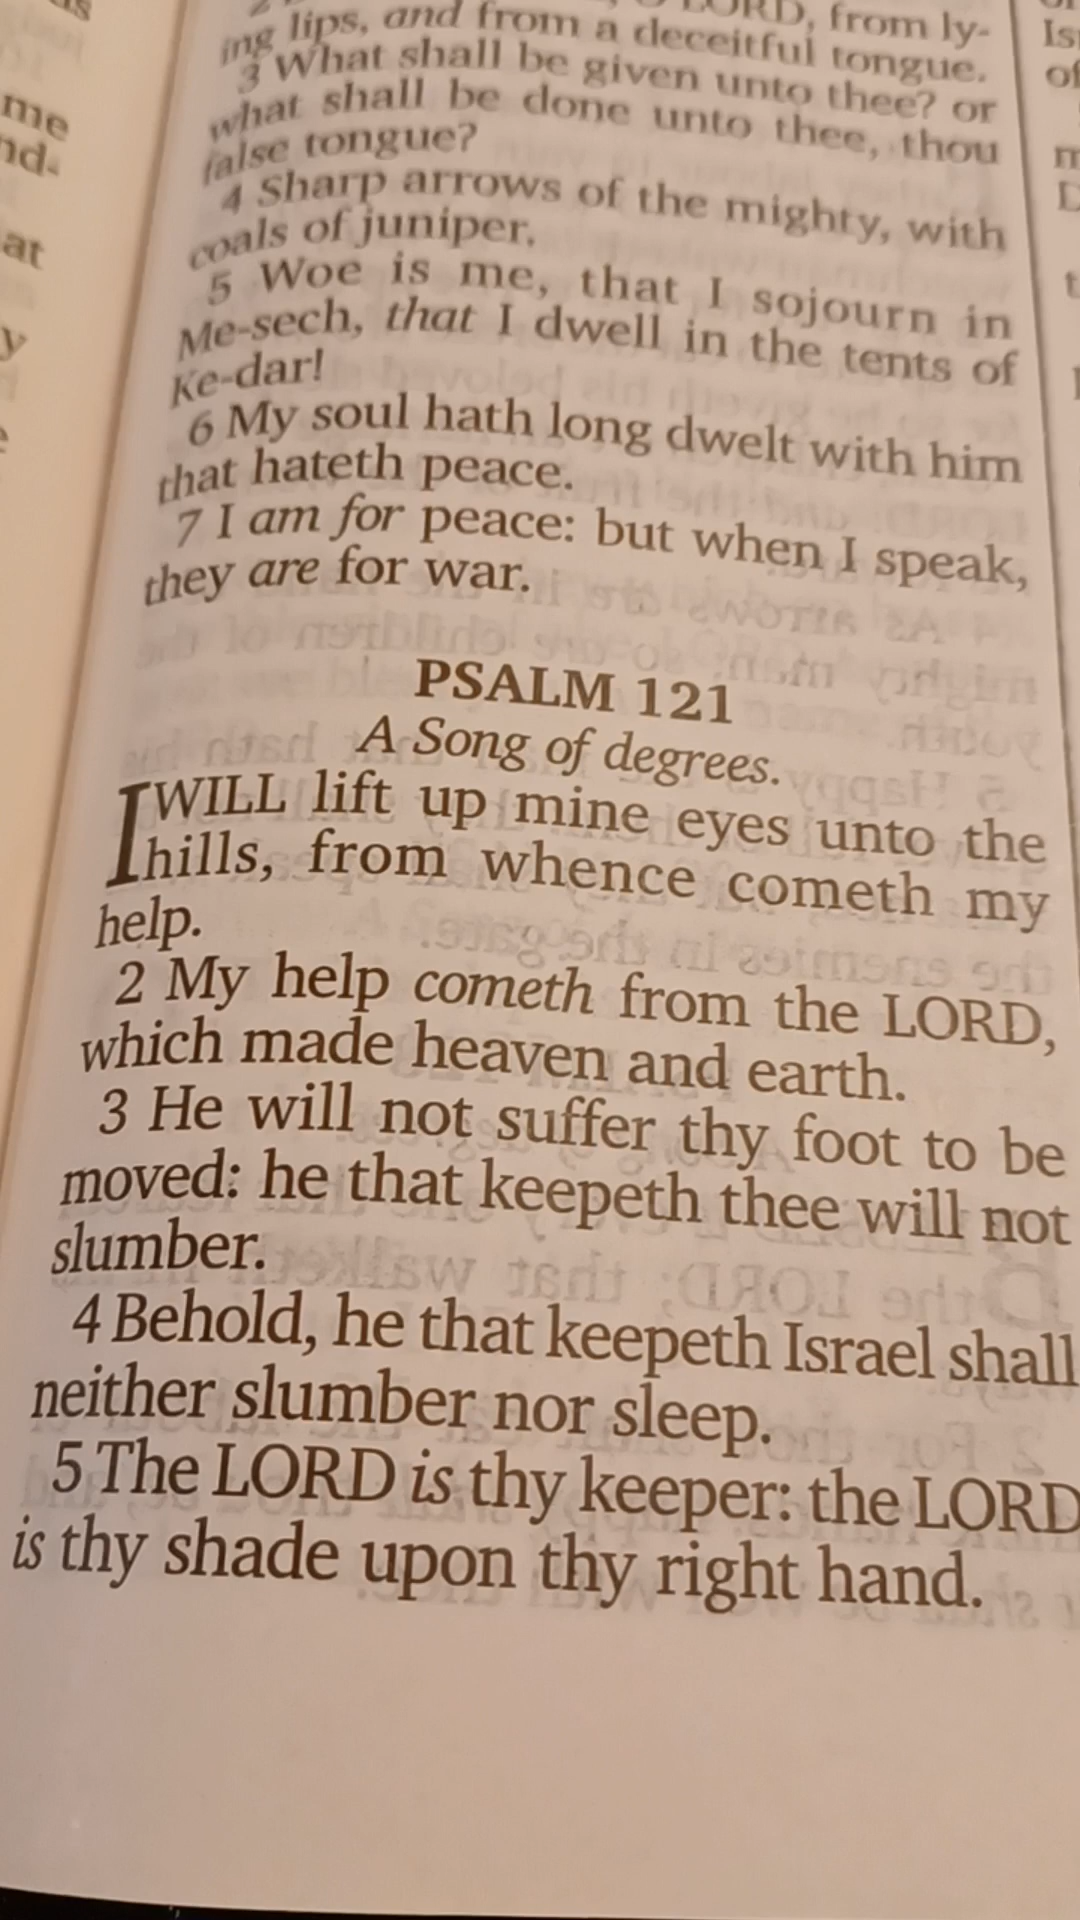 LORD, from ly-
ing lips, and from a deceitful tongue.
3 What shall be given unto thee? or
what shall be done unto thee, thou
false tongue?
4 Sharp arrows of the mighty, with
coals of juniper.
5 Woe is me, that I sojourn in
Me-sech, that I dwell in the tents of
Ke-dar!
6 My soul hath long dwelt with him
that hateth peace.
7 I am for peace: but when I speak,
they are for war.
PSALM 121
A Song of degrees.
I WILL lift up mine eyes unto the
hills, from whence cometh my
help.
2 My help cometh from the LORD,
which made heaven and earth.
3 He will not suffer thy foot to be
moved: he that keepeth thee will not
slumber.
4 Behold, he that keepeth Israel shall
neither slumber nor sleep.
5 The LORD is thy keeper: the LORD
is thy shade upon thy right hand.